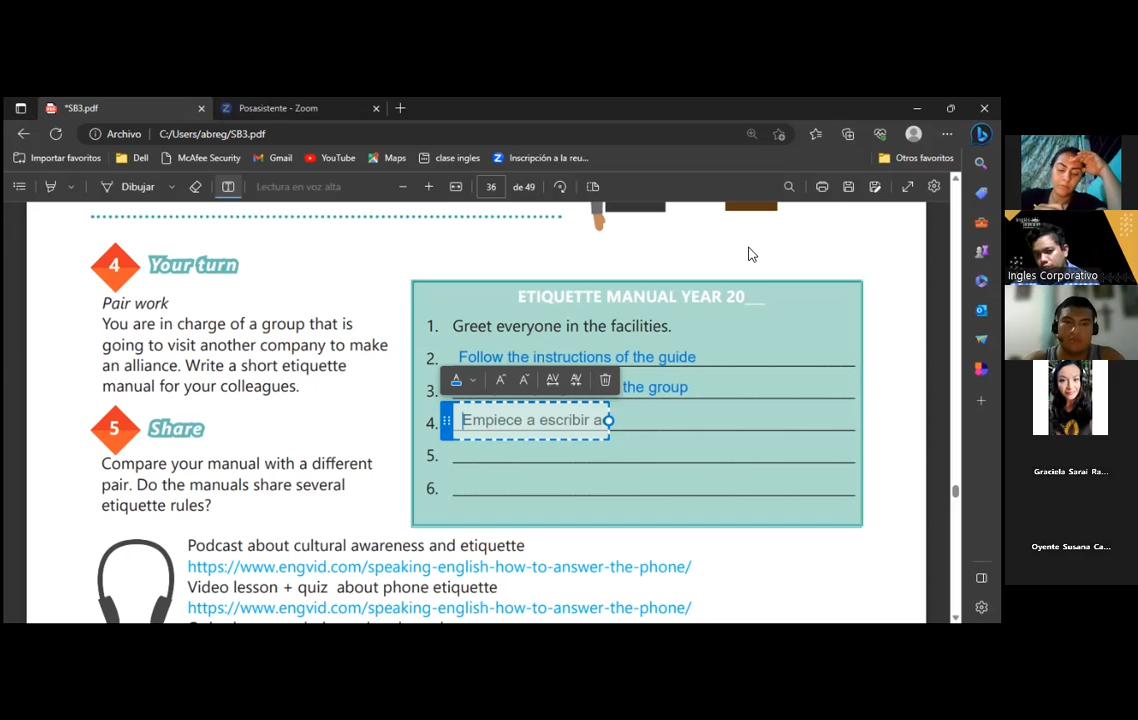 *SB3.pdf
Posasistente - Zoom
Archivo
C:/Users/abreg/SB3.pdf
Importar favoritos
Dell
McAfee Security
Gmail
YouTube
Maps
clase ingles
Inscripción a la reu...
Otros favoritos
Dibujar
Lectura en voz alta
36
de 49
4
Your turn
Pair work
You are in charge of a group that is
going to visit another company to make
an alliance. Write a short etiquette
manual for your colleagues.
5
Share
Compare your manual with a different
pair. Do the manuals share several
etiquette rules?
ETIQUETTE MANUAL YEAR 20__
1. Greet everyone in the facilities.
2. Follow the instructions of the guide
3. the group
4. Empiece a escribir a
5.
6.
Podcast about cultural awareness and etiquette
https://www.engvid.com/speaking-english-how-to-answer-the-phone/
Video lesson + quiz about phone etiquette
https://www.engvid.com/speaking-english-how-to-answer-the-phone/
Ingles Corporativo
Graciela Sarai Ra...
Oyente Susana Ca...